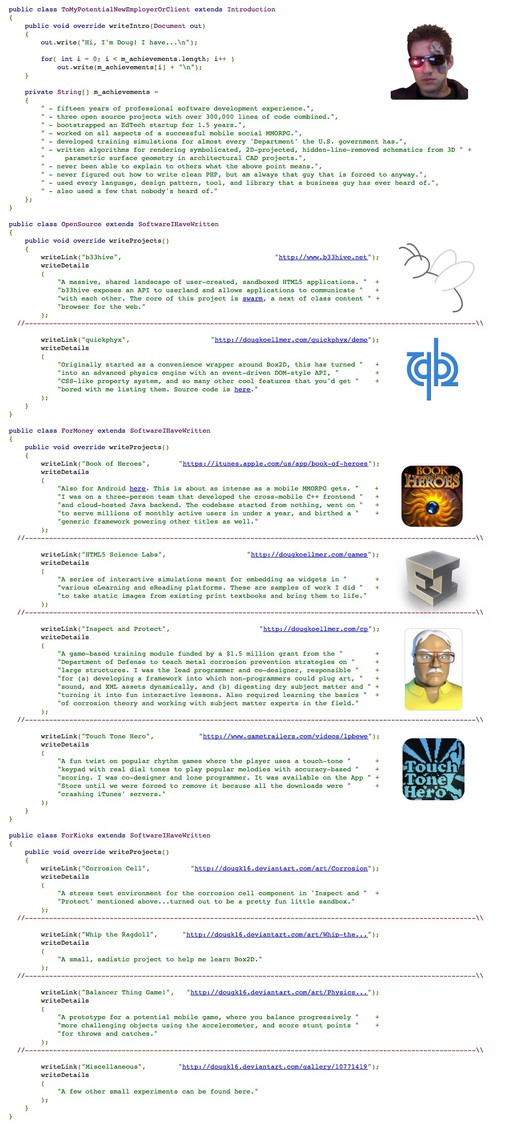 public class ToMyPotentialNewEmployerOrClient extends Introduction
{
public void override writeIntro(Document out)
{
out.write("Hi, I'm Doug! I have...\n");
for( int i = 0; i < m_achievements.length; i++ )
out.write(m_achievements[i] + "\n");
}
private String[] m_achievements =
{
" - fifteen years of professional software development experience.",
" - three open source projects with over 300,000 lines of code combined.",
" - bootstrapped an EdTech startup for 1.5 years.",
" - worked on all aspects of a successful mobile social MMORPG.",
" - developed training simulations for almost every 'Department' the U.S. government has.",
" - written algorithms for rendering symbolicated, 2D-projected, hidden-line-removed schematics from 3D " +
" parametric surface geometry in architectural CAD projects.",
" - never been able to explain to others what the above point means.",
" - never figured out how to write clean PHP, but am always that guy that is forced to anyway.",
" - used every language, design pattern, tool, and library that a business guy has ever heard of.",
" - also used a few that nobody's heard of."
};
}
public class OpenSource extends SoftwareIHaveWritten
{
public void override writeProjects()
{
writeLink("b33hive", "http://www.b33hive.net");
writeDetails
(
"A massive, shared landscape of user-created, sandboxed HTML5 applications. " +
"b33hive exposes an API to userland and allows applications to communicate " +
"with each other. The core of this project is swarm, a next of class content " +
"browser for the web."
);
//------------------------------------------------------------\\
writeLink("quickphyx", "http://dougkoellmer.com/quickphyx/demo");
writeDetails
(
"Originally started as a convenience wrapper around Box2D, this has turned " +
"into an advanced physics engine with an event-driven DOM-style API, " +
"CSS-like property system, and so many other cool features that you'd get " +
"bored with me listing them. Source code is here."
);
}
}
public class ForMoney extends SoftwareIHaveWritten
{
public void override writeProjects()
{
writeLink("Book of Heroes", "https://itunes.apple.com/us/app/book-of-heroes");
writeDetails
(
"Also for Android here. This is about as intense as a mobile MMORPG gets. " +
"I was on a three-person team that developed the cross-mobile C++ frontend " +
"and cloud-hosted Java backend. The codebase started from nothing, went on " +
"to serve millions of monthly active users in under a year, and birthed a " +
"generic framework powering other titles as well."
);
BOOK
OF
HEROES
//------------------------------------------------------------\\
writeLink("HTML5 Science Labs", "http://dougkoellmer.com/games");
writeDetails
(
"A series of interactive simulations meant for embedding as widgets in " +
"various eLearning and eReading platforms. These are samples of work I did " +
"to take static images from existing print textbooks and bring them to life."
);
//------------------------------------------------------------\\
writeLink("Inspect and Protect", "http://dougkoellmer.com/cp");
writeDetails
(
"A game-based training module funded by a $1.5 million grant from the " +
"Department of Defense to teach metal corrosion prevention strategies on " +
"large structures. I was the lead programmer and co-designer, responsible " +
"for (a) developing a framework into which non-programmers could plug art, " +
"sound, and XML assets dynamically, and (b) digesting dry subject matter and " +
"turning it into fun interactive lessons. Also required learning the basics " +
"of corrosion theory and working with subject matter experts in the field."
);
//------------------------------------------------------------\\
writeLink("Touch Tone Hero", "http://www.gametrailers.com/videos/lpbewe");
writeDetails
(
"A fun twist on popular rhythm games where the player uses a touch-tone " +
"keypad with real dial tones to play popular melodies with accuracy-based " +
"scoring. I was co-designer and lone programmer. It was available on the App " +
"Store until we were forced to remove it because all the downloads were " +
"crashing iTunes' servers."
);
Touch
Tone
Hero
}
}
public class ForKicks extends SoftwareIHaveWritten
{
public void override writeProjects()
{
writeLink("Corrosion Cell", "http://dougk16.deviantart.com/art/Corrosion");
writeDetails
(
"A stress test environment for the corrosion cell component in 'Inspect and " +
"Protect' mentioned above...turned out to be a pretty fun little sandbox."
);
//------------------------------------------------------------\\
writeLink("Whip the Ragdoll", "http://dougk16.deviantart.com/art/Whip-the...");
writeDetails
(
"A small, sadistic project to help me learn Box2D."
);
//------------------------------------------------------------\\
writeLink("Balancer Thing Game!", "http://dougk16.deviantart.com/art/Physics...");
writeDetails
(
"A prototype for a potential mobile game, where you balance progressively " +
"more challenging objects using the accelerometer, and score stunt points " +
"for throws and catches."
);
//------------------------------------------------------------\\
writeLink("Miscellaneous", "http://dougk16.deviantart.com/gallery/10771419");
writeDetails
(
"A few other small experiments can be found here."
);
}
}